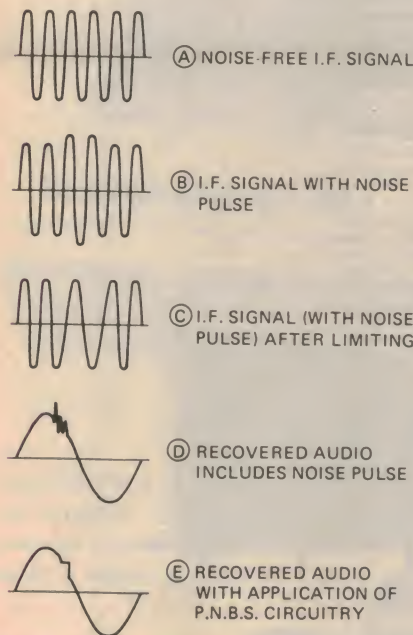 Ⓐ NOISE-FREE I.F. SIGNAL
Ⓑ I.F. SIGNAL WITH NOISE
PULSE
Ⓒ I.F. SIGNAL (WITH NOISE
PULSE) AFTER LIMITING
Ⓓ RECOVERED AUDIO
INCLUDES NOISE PULSE
Ⓔ RECOVERED AUDIO
WITH APPLICATION OF
P.N.B.S. CIRCUITRY